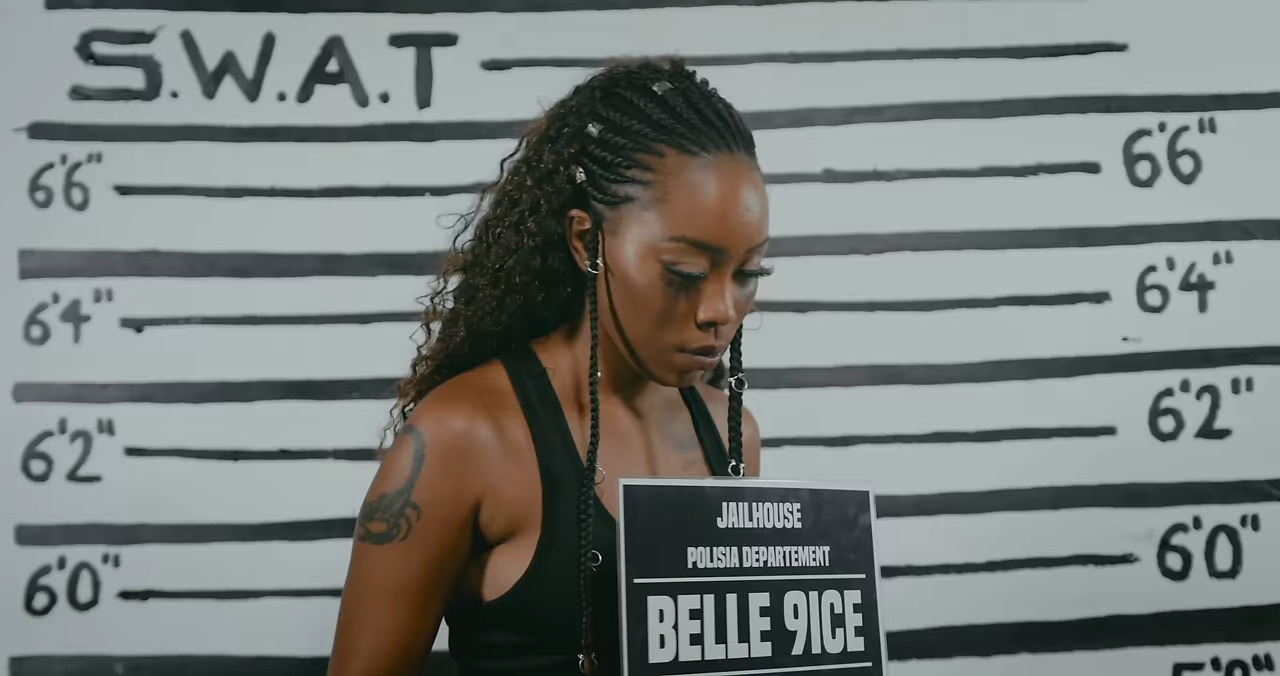 S.W.A.T
6'6" 6'6"
6'4" 6'4"
6'2" 6'2"
6'0" 6'0"
JAILHOUSE
POLISIA DEPARTEMENT
BELLE 9ICE